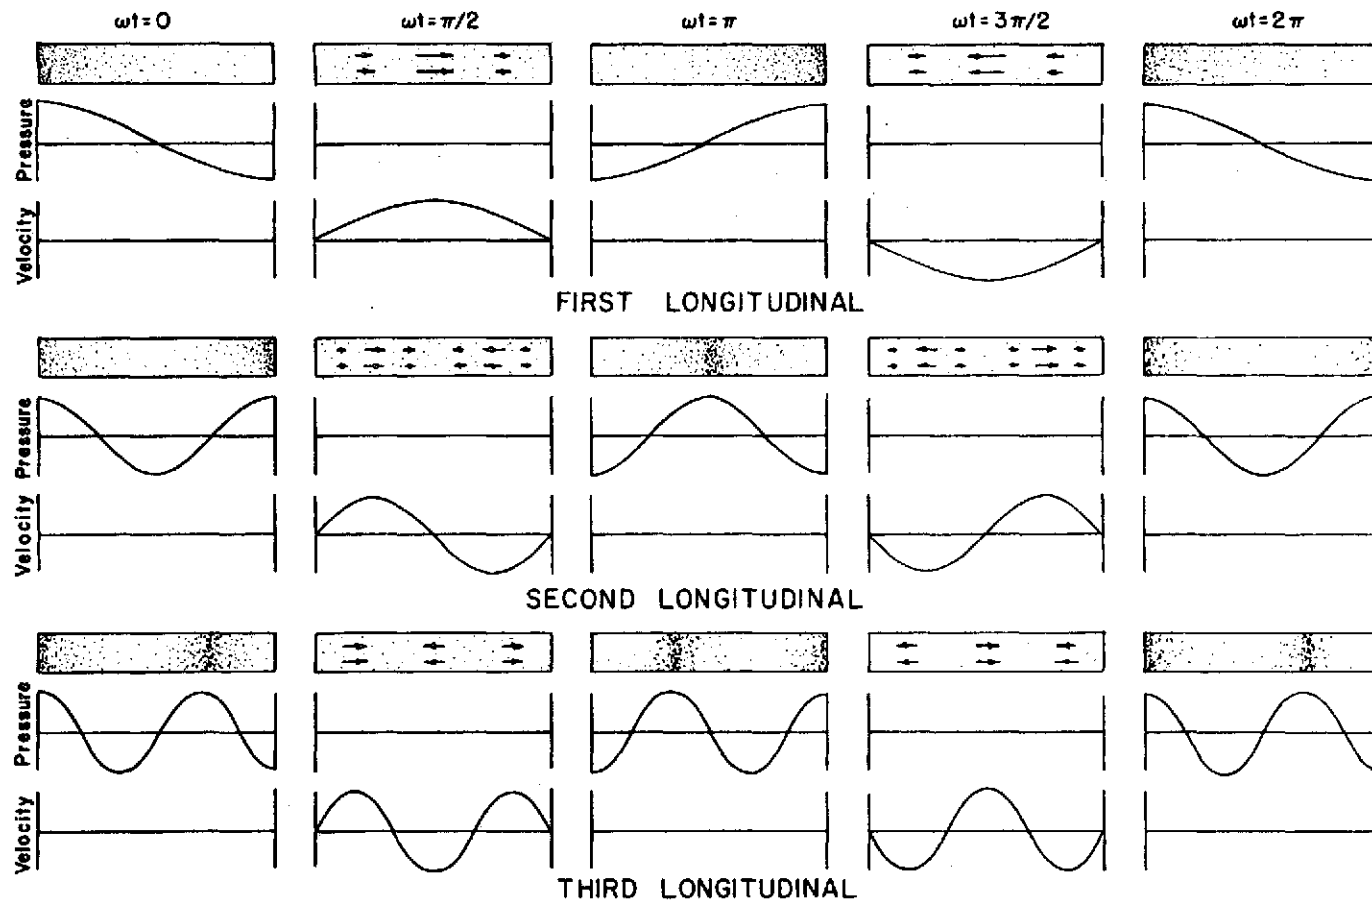 ωt=0 ωt=π/2 ωt=π ωt=3π/2 ωt=2π
Pressure
Velocity
FIRST LONGITUDINAL
Pressure
Velocity
SECOND LONGITUDINAL
Pressure
Velocity
THIRD LONGITUDINAL